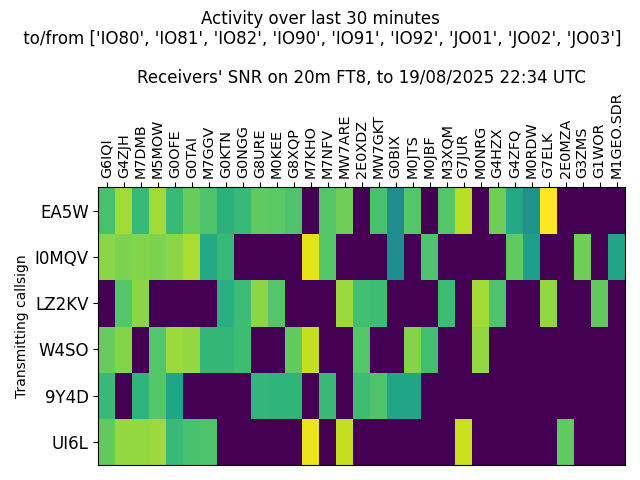 Activity over last 30 minutes
to/from ['IO80', 'IO81', 'IO82', 'IO90', 'IO91', 'IO92', 'JO01', 'JO02', 'JO03']
Receivers' SNR on 20m FT8, to 19/08/2025 22:34 UTC
G6IQI
G4ZJH
M7DMB
M5MOW
G0OFE
G0TAI
M7GGV
G0KTN
G0NGG
G8URE
M0KEE
G8XQP
M7KHO
M7NFV
MW7ARE
2E0XDZ
MW7GKT
G0BIX
M0JTS
M0JBF
M3XQM
G7JUR
M0NRG
G4HZX
G4ZFQ
M0RDW
G7ELK
2E0MZA
G3ZMS
G1WOR
M1GEO.SDR
Transmitting callsign
EA5W
I0MQV
LZ2KV
W4SO
9Y4D
UI6L